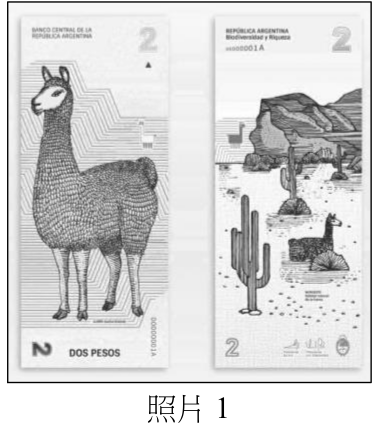 BANCO CENTRAL DE LA
REPÚBLICA ARGENTINA
2
2
DOS PESOS
REPÚBLICA ARGENTINA
Biodiversidad y Riqueza
2
2
照片 1